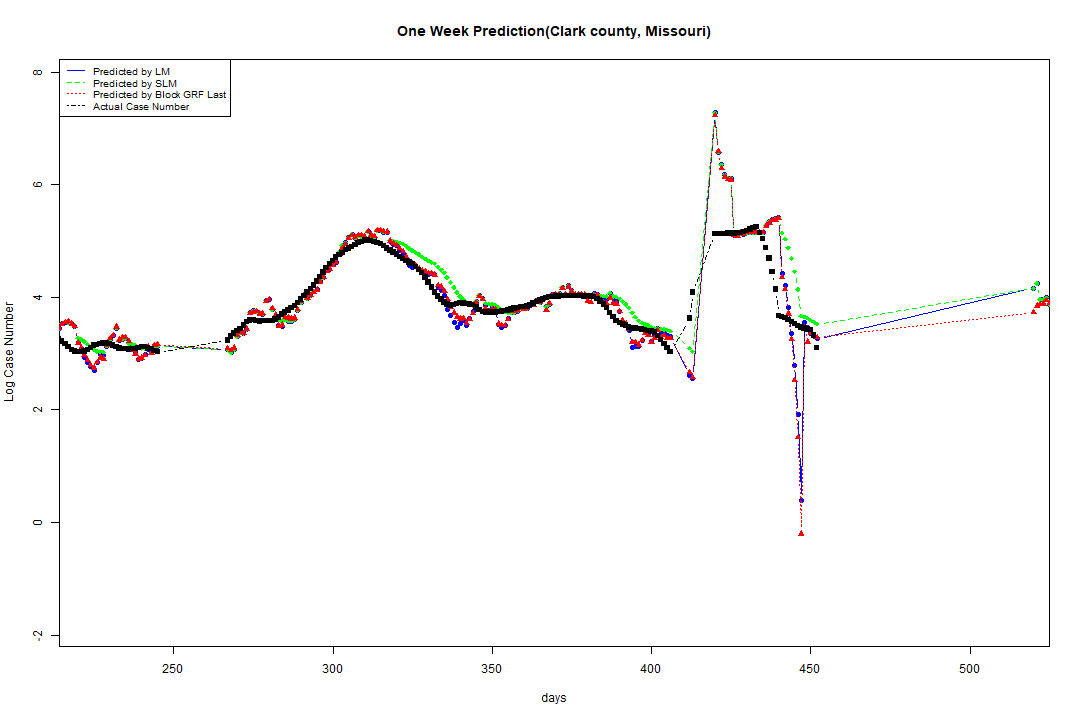 One Week Prediction(Clark county, Missouri)
Predicted by LM
Predicted by SLM
Predicted by Block GRF Last
Actual Case Number
Log Case Number
8
6
4
2
0
-2
250 300 350 400 450 500
days